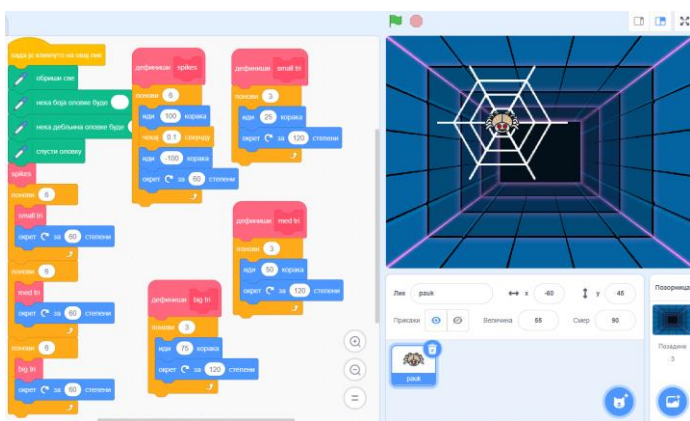 када је кликнуто на овај лик
обриши све
нека боја оловке буде
нека дебљина оловке буде
спусти оловку
spikes
понови 6
small tri
окрет за 60 степени
понови 6
med tri
окрет за 60 степени
понови 6
big tri
окрет за 60 степени
дефиниши spikes
понови 6
иди 100 корака
чекај 0.1 секунду
иди -100 корака
окрет за 60 степени
дефиниши small tri
понови 3
иди 25 корака
окрет за 120 степени
дефиниши med tri
понови 3
иди 50 корака
окрет за 120 степени
дефиниши big tri
понови 3
иди 75 корака
окрет за 120 степени
Лик pauk x -60 y 45
Прикажи Величина 55 Смер 90
pauk
Позорница
Позадине
5